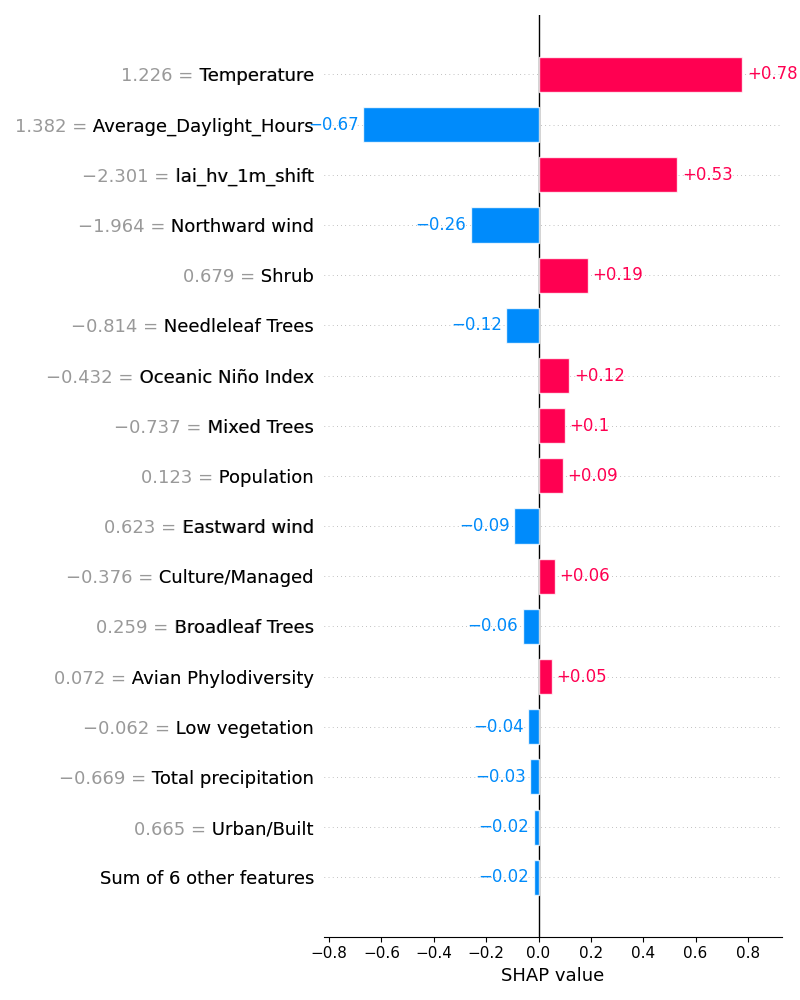 1.226 = Temperature +0.78
1.382 = Average_Daylight_Hours −0.67
−2.301 = lai_hv_1m_shift +0.53
−1.964 = Northward wind −0.26
0.679 = Shrub +0.19
−0.814 = Needleleaf Trees −0.12
−0.432 = Oceanic Niño Index +0.12
−0.737 = Mixed Trees +0.1
0.123 = Population +0.09
0.623 = Eastward wind −0.09
−0.376 = Culture/Managed +0.06
0.259 = Broadleaf Trees −0.06
0.072 = Avian Phylodiversity +0.05
−0.062 = Low vegetation −0.04
−0.669 = Total precipitation −0.03
0.665 = Urban/Built −0.02
Sum of 6 other features −0.02
−0.8 −0.6 −0.4 −0.2 0.0 0.2 0.4 0.6 0.8
SHAP value